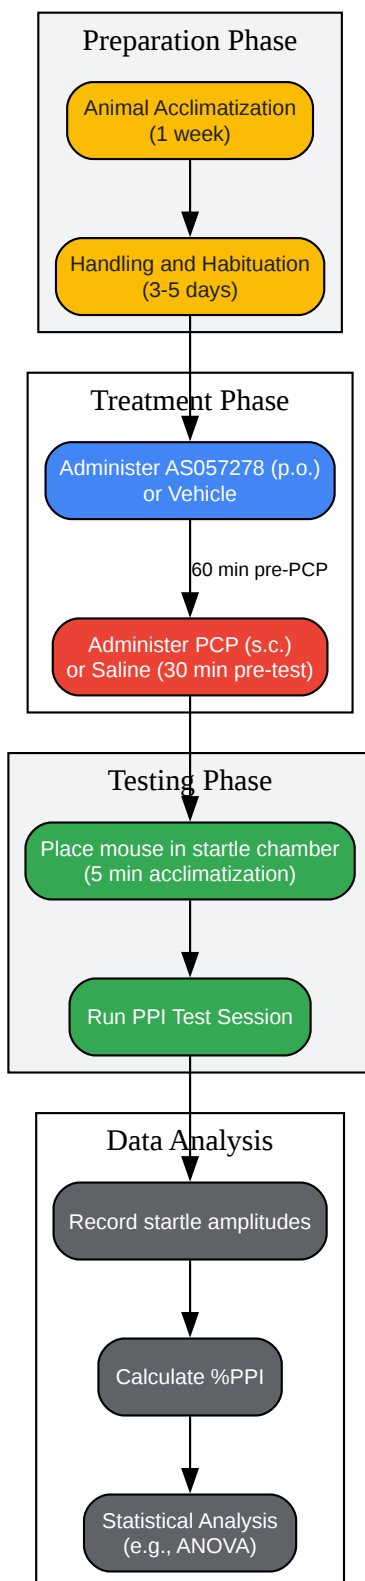 Preparation Phase
Animal Acclimatization
(1 week)
Handling and Habituation
(3-5 days)
Treatment Phase
Administer AS057278 (p.o.)
or Vehicle
60 min pre-PCP
Administer PCP (s.c.)
or Saline (30 min pre-test)
Testing Phase
Place mouse in startle chamber
(5 min acclimatization)
Run PPI Test Session
Data Analysis
Record startle amplitudes
Calculate %PPI
Statistical Analysis
(e.g., ANOVA)